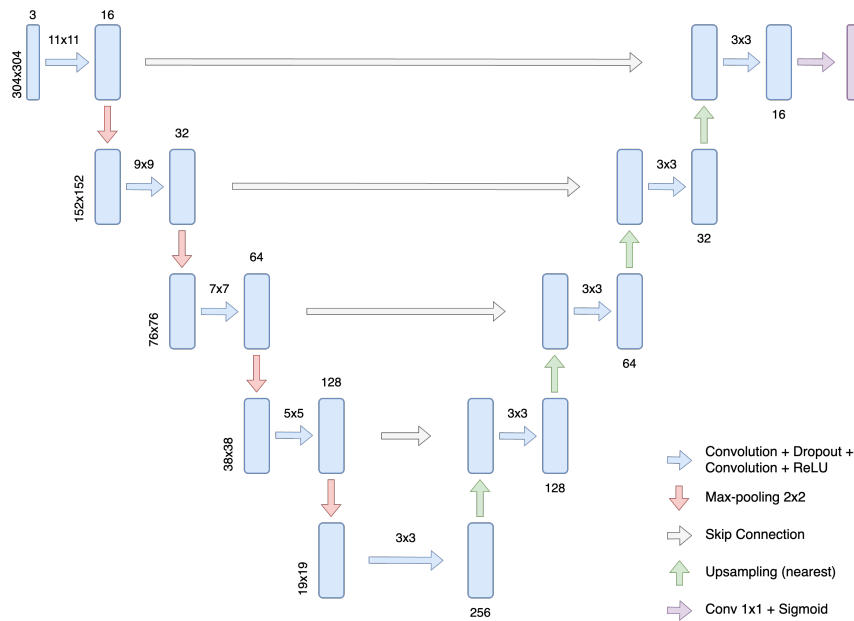 3
16
11x11
304x304
3x3
16
32
9x9
152x152
3x3
32
64
7x7
76x76
3x3
64
128
5x5
38x38
3x3
128
3x3
19x19
256
Convolution + Dropout +
Convolution + ReLU
Max-pooling 2x2
Skip Connection
Upsampling (nearest)
Conv 1x1 + Sigmoid